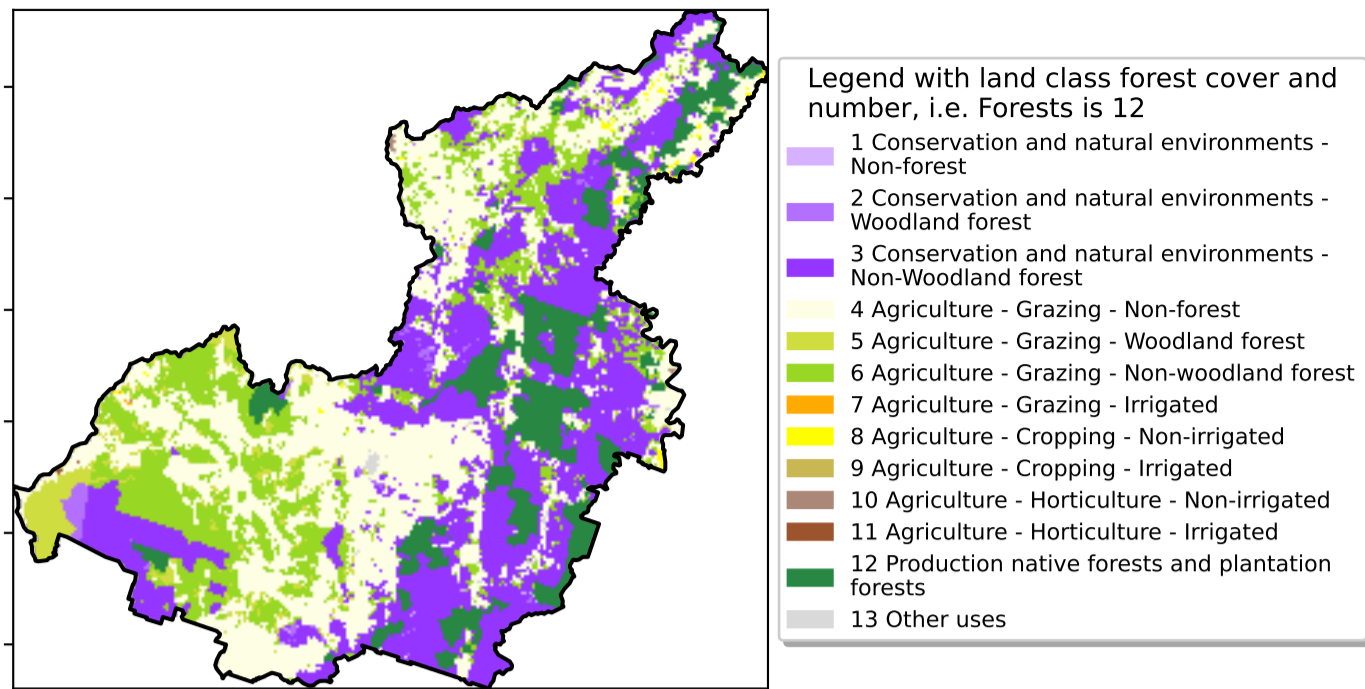 Legend with land class forest cover and
number, i.e. Forests is 12
1 Conservation and natural environments -
Non-forest
2 Conservation and natural environments -
Woodland forest
3 Conservation and natural environments -
Non-Woodland forest
4 Agriculture - Grazing - Non-forest
5 Agriculture - Grazing - Woodland forest
6 Agriculture - Grazing - Non-woodland forest
7 Agriculture - Grazing - Irrigated
8 Agriculture - Cropping - Non-irrigated
9 Agriculture - Cropping - Irrigated
10 Agriculture - Horticulture - Non-irrigated
11 Agriculture - Horticulture - Irrigated
12 Production native forests and plantation
forests
13 Other uses